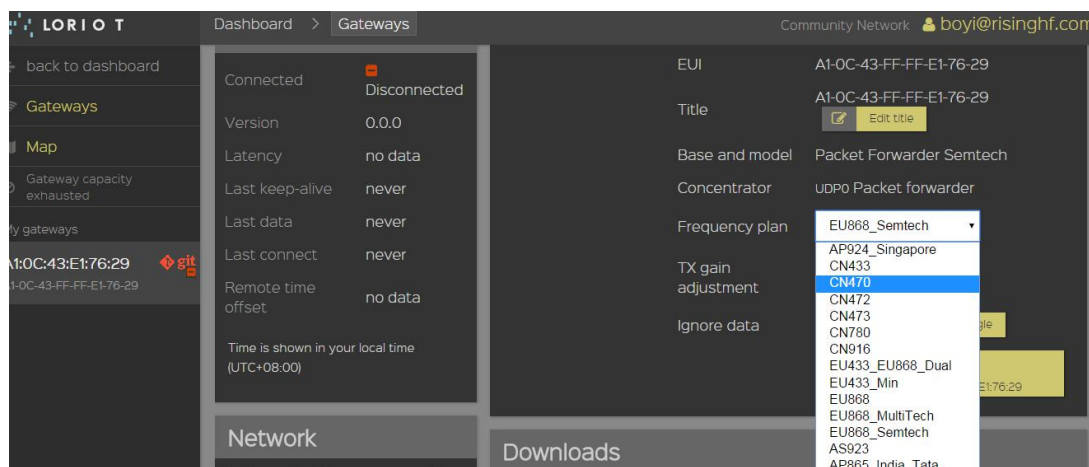 LORIOT
Dashboard > Gateways
Community Network boyi@risinghf.com
back to dashboard
Gateways
Map
Gateway capacity
exhausted
My gateways
A1:0C:43:E1:76:29 git
A1-0C-43-FF-FF-E1-76-29
Connected Disconnected
Version 0.0.0
Latency no data
Last keep-alive never
Last data never
Last connect never
Remote time
offset no data
Time is shown in your local time
(UTC+08:00)
Network
EUI A1-0C-43-FF-FF-E1-76-29
Title A1-0C-43-FF-FF-E1-76-29
Edit title
Base and model Packet Forwarder Semtech
Concentrator UDP0 Packet forwarder
Frequency plan EU868_Semtech
AP924_Singapore
CN433
CN470
CN472
CN473
CN780
CN916
EU433_EU868_Dual
EU433_Min
EU868
EU868_MultiTech
EU868_Semtech
AS923
AP865_India_Tata
TX gain
adjustment
Ignore data
E1:76:29
Downloads